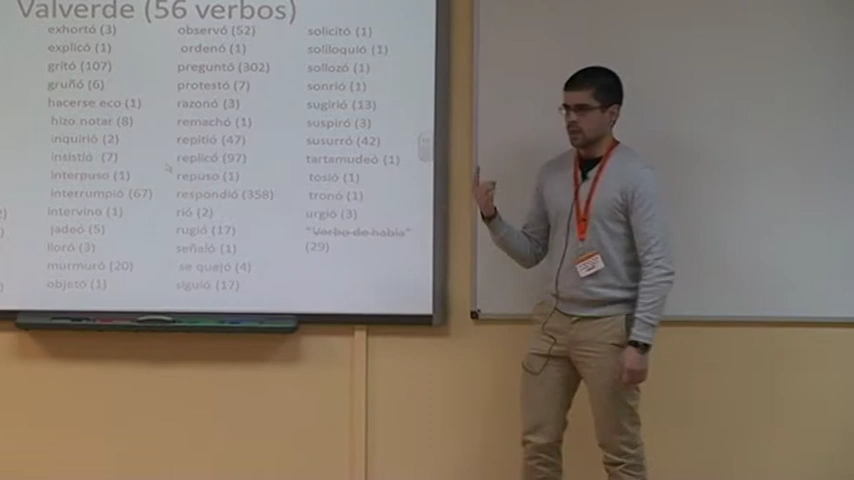 Valverde (56 verbos)
exhortó (3)
explicó (1)
gritó (107)
gruñó (6)
hacerse eco (1)
hizo notar (8)
inquirió (2)
insistió (7)
interpuso (1)
interrumpió (67)
intervino (1)
jadeó (5)
lloró (3)
murmuró (20)
objetó (1)
observó (52)
ordenó (1)
preguntó (302)
protestó (7)
razonó (3)
remachó (1)
repitió (47)
replicó (97)
repuso (1)
respondió (358)
rió (2)
rugió (17)
señaló (1)
se quejó (4)
siguió (17)
solicitó (1)
soliloquió (1)
sollozó (1)
sonrió (1)
sugirió (13)
suspiró (3)
susurró (42)
tartamudeó (1)
tosió (1)
tronó (1)
urgió (3)
"Verbo de habla"
(29)